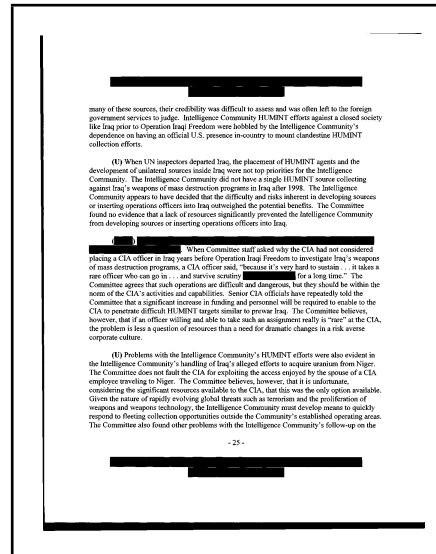 many of these sources, their credibility was difficult to assess and was often left to the foreign
government services to judge. Intelligence Community HUMINT efforts against a closed society
like Iraq prior to Operation Iraqi Freedom were hobbled by the Intelligence Community's
dependence on having an official U.S. presence in-country to mount clandestine HUMINT
collection efforts.
(U) When UN inspectors departed Iraq, the placement of HUMINT agents and the
development of unilateral sources inside Iraq were not top priorities for the Intelligence
Community. The Intelligence Community did not have a single HUMINT source collecting
against Iraq's weapons of mass destruction programs in Iraq after 1998. The Intelligence
Community appears to have decided that the difficulty and risks inherent in developing sources
or inserting operations officers into Iraq outweighed the potential benefits. The Committee
found no evidence that a lack of resources significantly prevented the Intelligence Community
from developing sources or inserting operations officers into Iraq.
( )
. When Committee staff asked why the CIA had not considered
placing a CIA officer in Iraq years before Operation Iraqi Freedom to investigate Iraq's weapons
of mass destruction programs, a CIA officer said, "because it's very hard to sustain . . . it takes a
rare officer who can go in . . . and survive scrutiny for a long time." The
Committee agrees that such operations are difficult and dangerous, but they should be within the
norm of the CIA's activities and capabilities. Senior CIA officials have repeatedly told the
Committee that a significant increase in funding and personnel will be required to enable to the
CIA to penetrate difficult HUMINT targets similar to prewar Iraq. The Committee believes,
however, that if an officer willing and able to take such an assignment really is "rare" at the CIA,
the problem is less a question of resources than a need for dramatic changes in a risk averse
corporate culture.
(U) Problems with the Intelligence Community's HUMINT efforts were also evident in
the Intelligence Community's handling of Iraq's alleged efforts to acquire uranium from Niger.
The Committee does not fault the CIA for exploiting the access enjoyed by the spouse of a CIA
employee traveling to Niger. The Committee believes, however, that it is unfortunate,
considering the significant resources available to the CIA, that this was the only option available.
Given the nature of rapidly evolving global threats such as terrorism and the proliferation of
weapons and weapons technology, the Intelligence Community must develop means to quickly
respond to fleeting collection opportunities outside the Community's established operating areas.
The Committee also found other problems with the Intelligence Community's follow-up on the
- 25 -